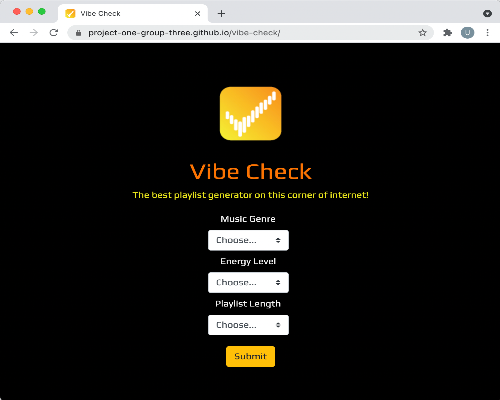 Vibe Check
project-one-group-three.github.io/vibe-check/
U
Vibe Check
The best playlist generator on this corner of internet!
Music Genre
Choose...
Energy Level
Choose...
Playlist Length
Choose...
Submit